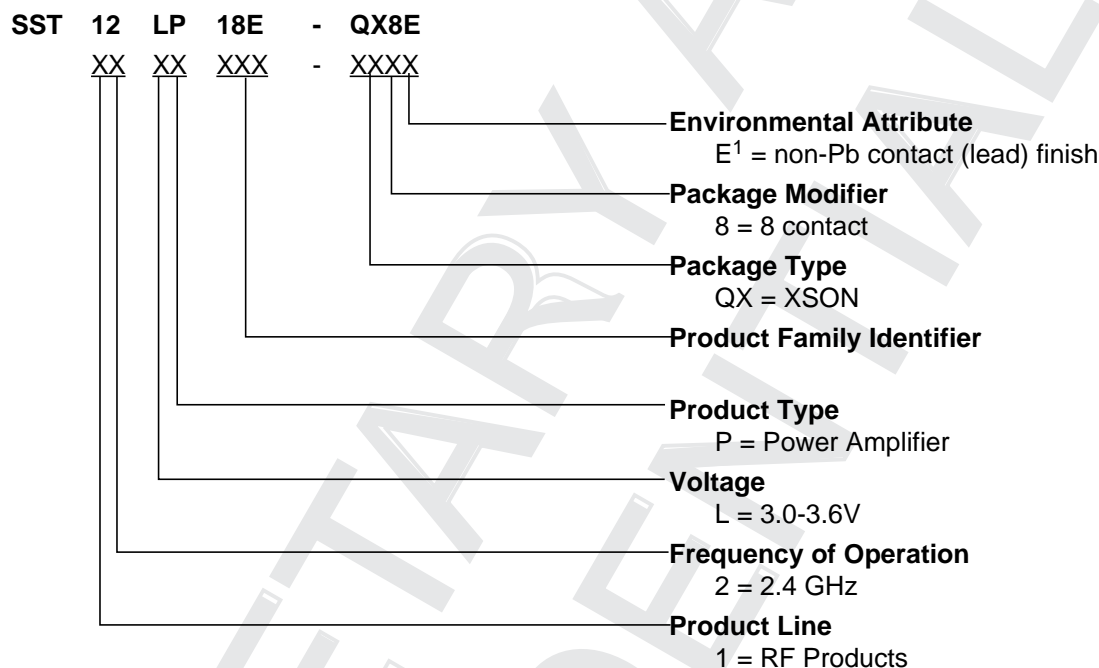 SST 12 LP 18E - QX8E
XX XX XXX - XXXX
Environmental Attribute
E1 = non-Pb contact (lead) finish
Package Modifier
8 = 8 contact
Package Type
QX = XSON
Product Family Identifier
Product Type
P = Power Amplifier
Voltage
L = 3.0-3.6V
Frequency of Operation
2 = 2.4 GHz
Product Line
1 = RF Products